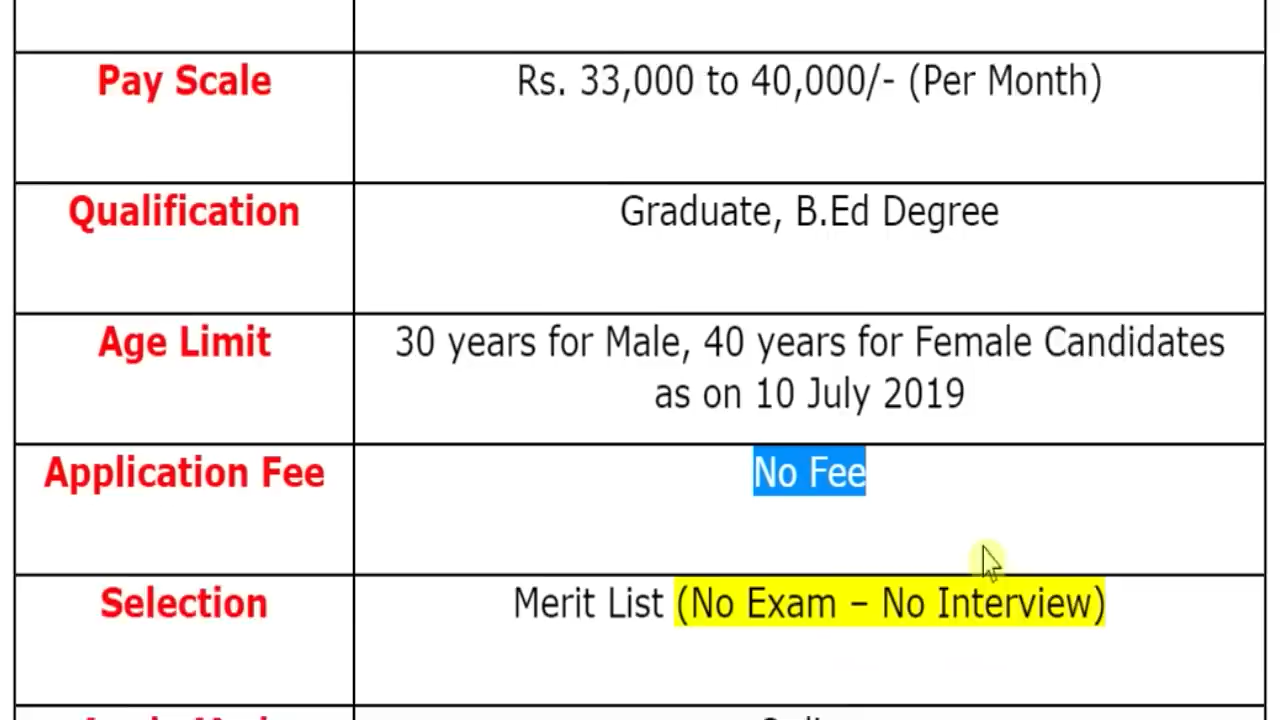 Pay Scale
Rs. 33,000 to 40,000/- (Per Month)
Qualification
Graduate, B.Ed Degree
Age Limit
30 years for Male, 40 years for Female Candidates
as on 10 July 2019
Application Fee
No Fee
Selection
Merit List (No Exam – No Interview)